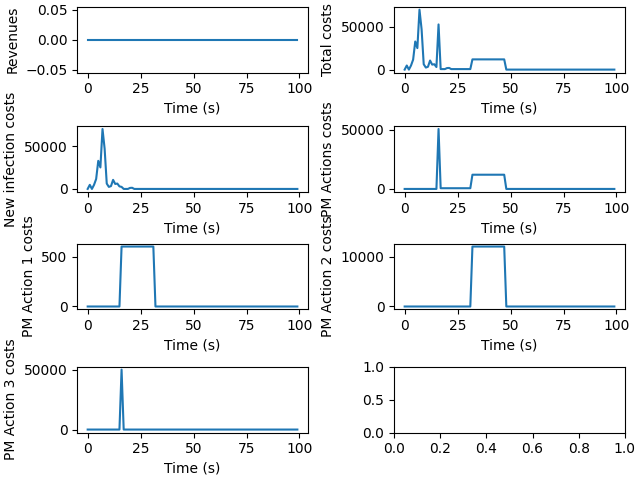 Revenues
0.05
0.00
−0.05
0 25 50 75 100
Time (s)
Total costs
50000
0
0 25 50 75 100
Time (s)
New infection costs
50000
0
0 25 50 75 100
Time (s)
PM Actions costs
50000
0
0 25 50 75 100
Time (s)
PM Action 1 costs
500
0
0 25 50 75 100
Time (s)
PM Action 2 costs
10000
0
0 25 50 75 100
Time (s)
PM Action 3 costs
50000
0
0 25 50 75 100
Time (s)
1.0
0.5
0.0
0.0 0.2 0.4 0.6 0.8 1.0